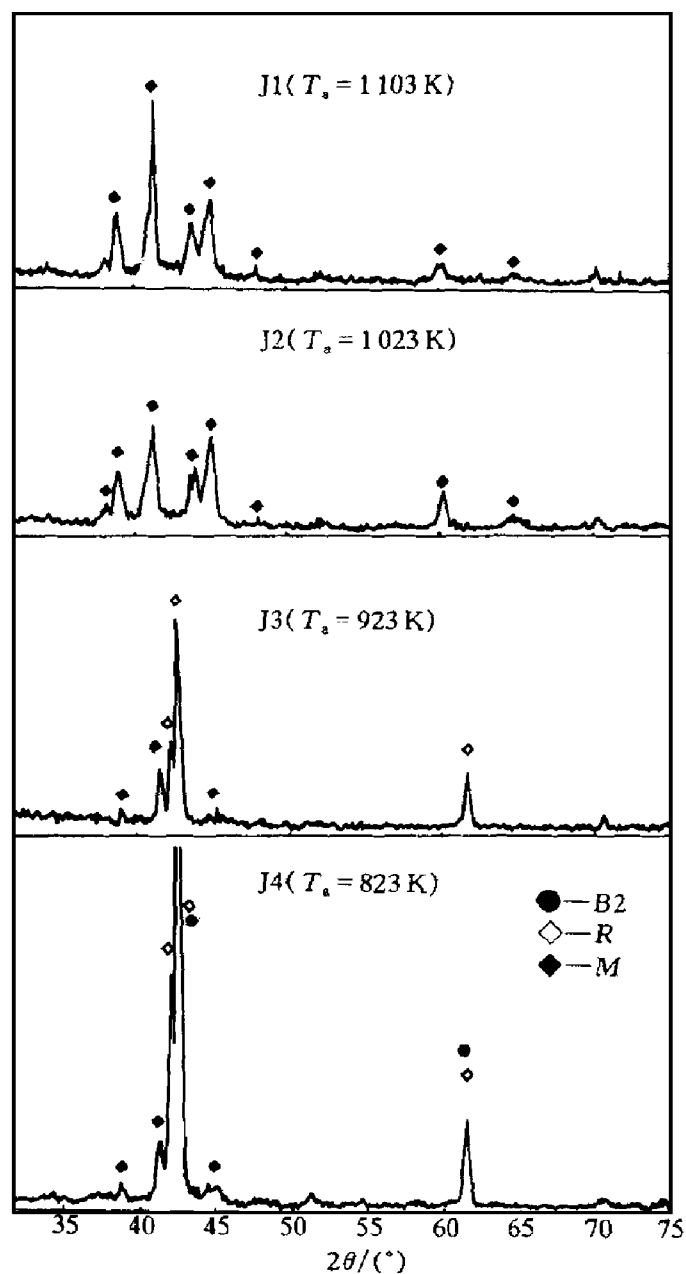 J1( Tₐ = 1 103 K)
J2( Tₐ = 1 023 K)
J3( Tₐ = 923 K)
J4( Tₐ = 823 K)
●—B2
◇—R
◆—M
35 40 45 50 55 60 65 70 75
2θ/(°)